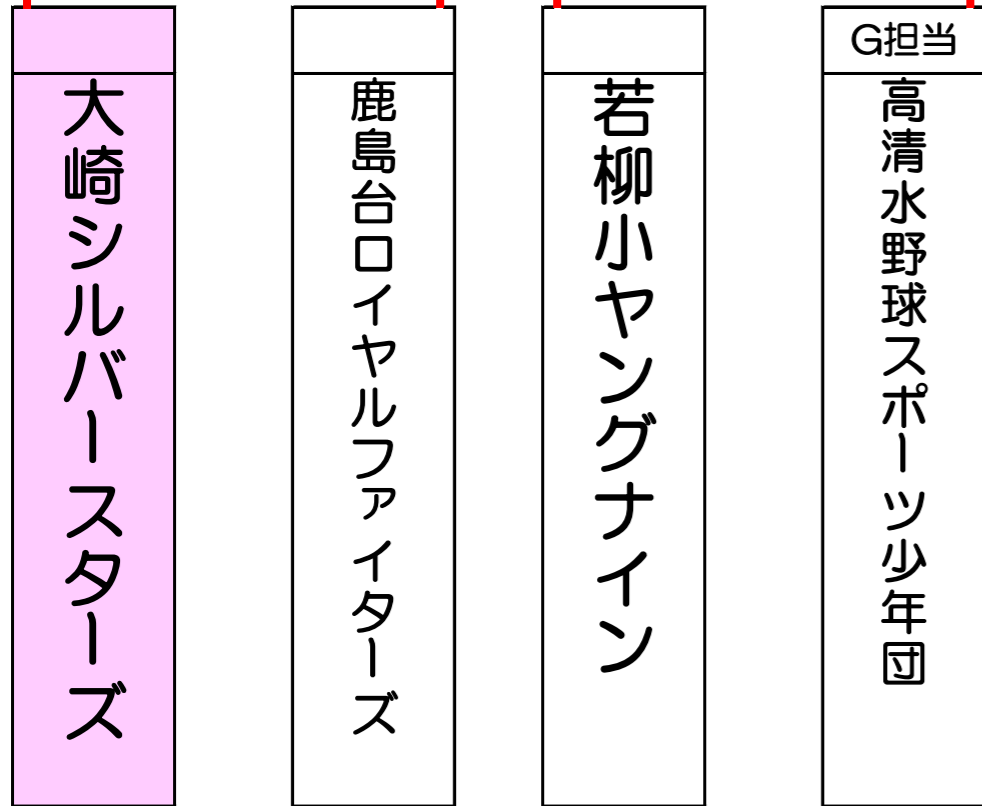 大崎シルバースターズ
鹿島台ロイヤルファイターズ
若柳小ヤングナイン
G担当
高清水野球スポーツ少年団